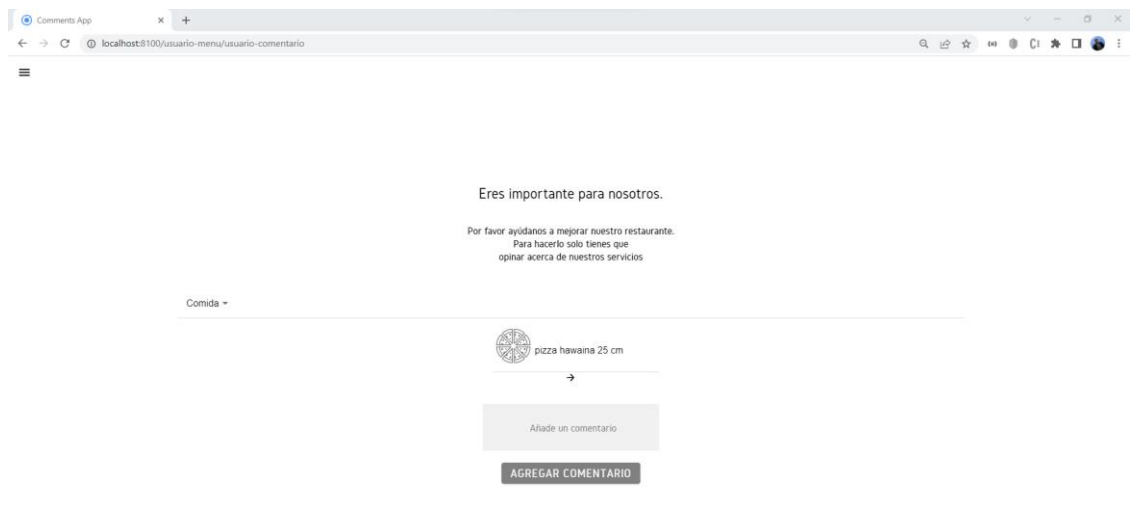 Comments App
localhost:8100/usuario-menu/usuario-comentario
Eres importante para nosotros.
Por favor ayúdanos a mejorar nuestro restaurante.
Para hacerlo solo tienes que
opinar acerca de nuestros servicios
Comida
pizza hawaina 25 cm
Añade un comentario
AGREGAR COMENTARIO